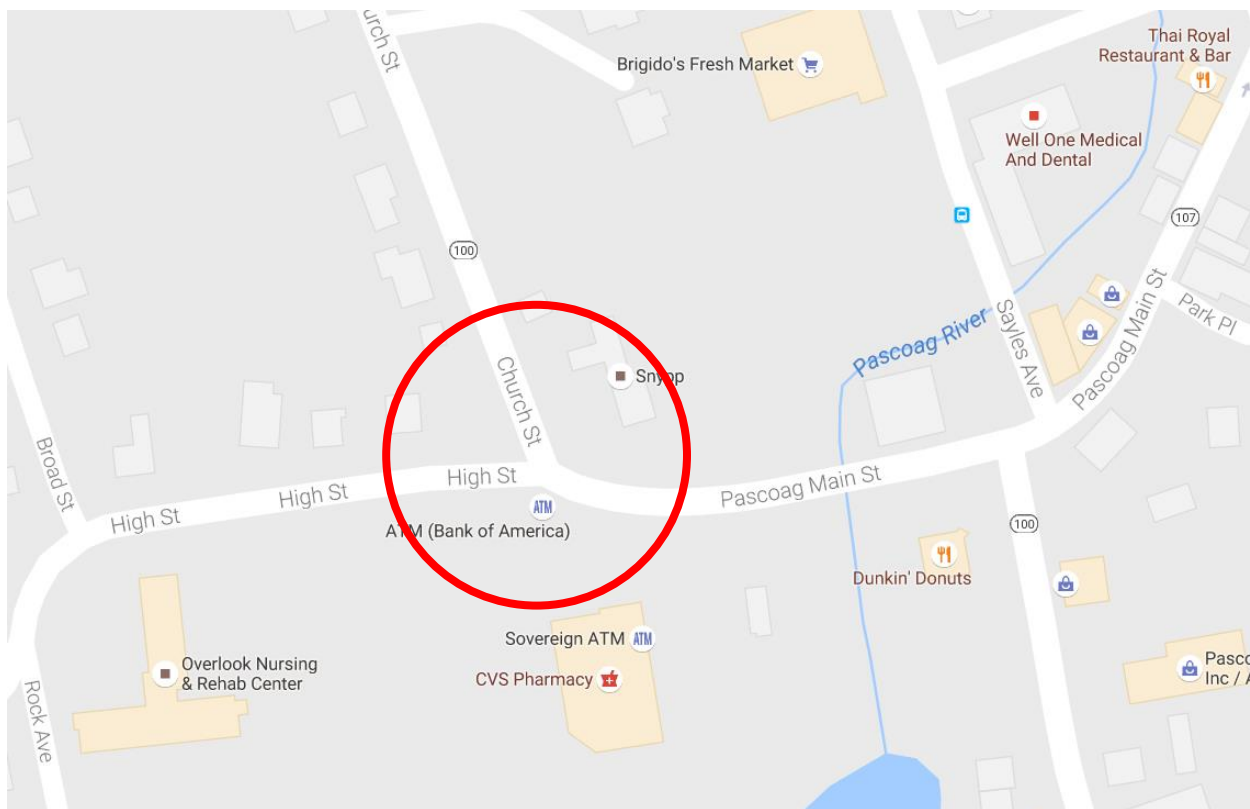 urch St
Brigido's Fresh Market
Thai Royal
Restaurant & Bar
Well One Medical
And Dental
107
100
Sayles Ave
Pascoag Main St
Park Pl
Pascoag River
Church St
Snyop
Broad St
High St
High St
High St
Pascoag Main St
ATM
ATM (Bank of America)
100
Dunkin' Donuts
Sovereign ATM
ATM
CVS Pharmacy
Overlook Nursing
& Rehab Center
Rock Ave
Pasco
Inc / A